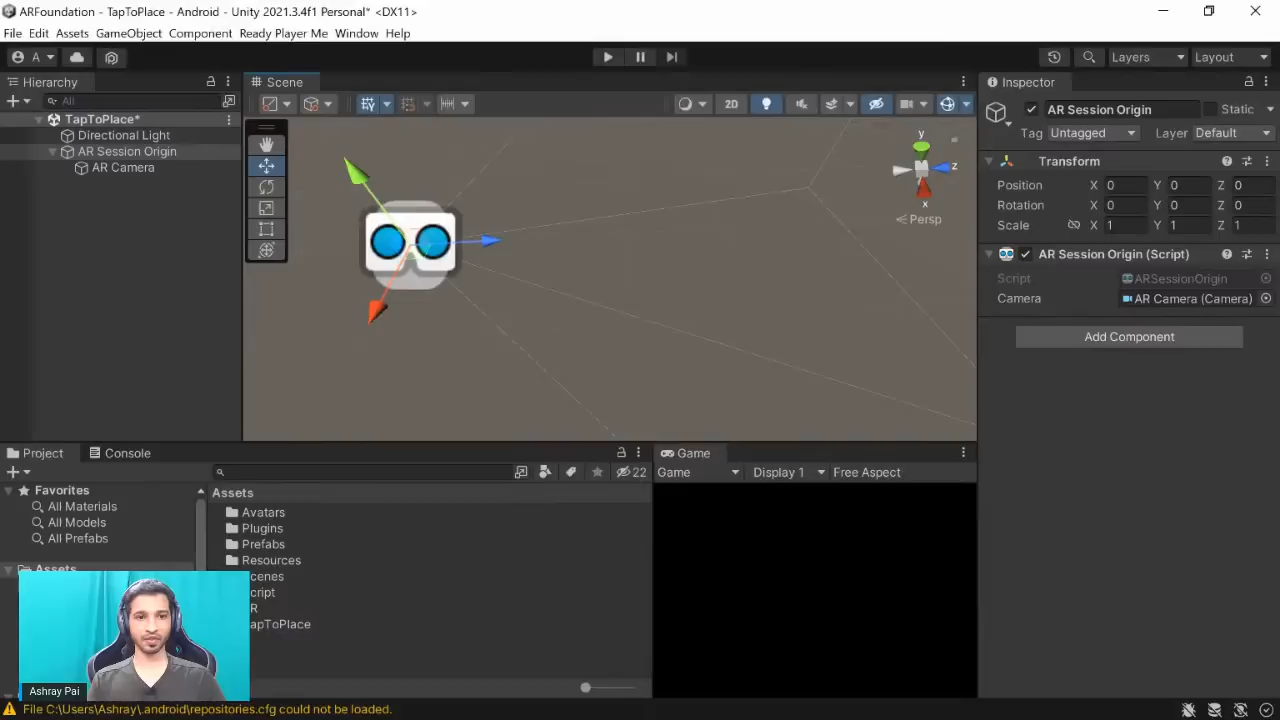 ARFoundation - TapToPlace - Android - Unity 2021.3.4f1 Personal* <DX11>
File Edit Assets GameObject Component Ready Player Me Window Help
A Layers Layout
Hierarchy
All
TapToPlace*
Directional Light
AR Session Origin
AR Camera
Scene
2D
y
z
x
Persp
Inspector
AR Session Origin Static
Tag Untagged Layer Default
Transform
Position X 0 Y 0 Z 0
Rotation X 0 Y 0 Z 0
Scale X 1 Y 1 Z 1
AR Session Origin (Script)
Script ARSessionOrigin
Camera AR Camera (Camera)
Add Component
Project Console
22
Favorites
All Materials
All Models
All Prefabs
Assets
Assets
Avatars
Plugins
Prefabs
Resources
cenes
cript
R
apToPlace
Game
Game Display 1 Free Aspect
Ashray Pai
File C:\Users\Ashray\.android\repositories.cfg could not be loaded.